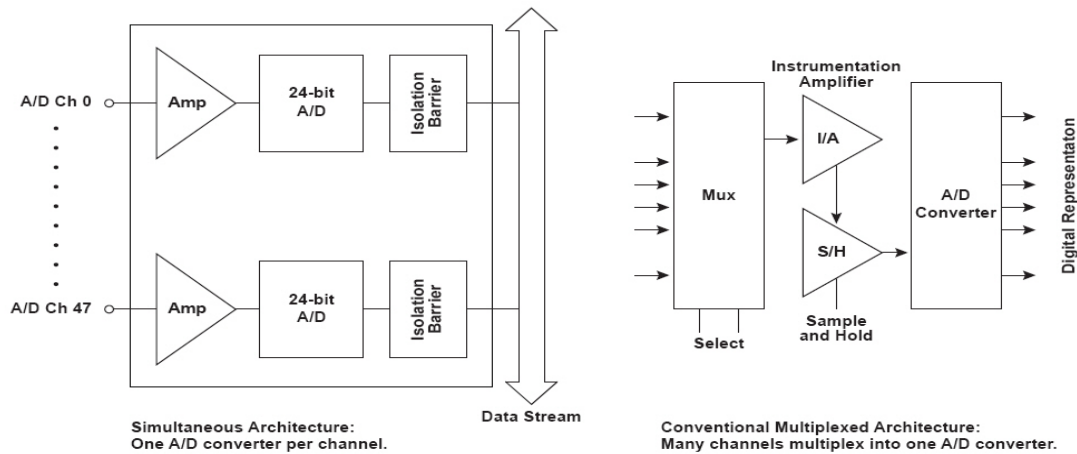 A/D Ch 0
Amp
24-bit
A/D
Isolation
Barrier
A/D Ch 47
Amp
24-bit
A/D
Isolation
Barrier
Data Stream
Simultaneous Architecture:
One A/D converter per channel.
Instrumentation
Amplifier
Mux
I/A
S/H
A/D
Converter
Digital Representaton
Select
Sample
and Hold
Conventional Multiplexed Architecture:
Many channels multiplex into one A/D converter.